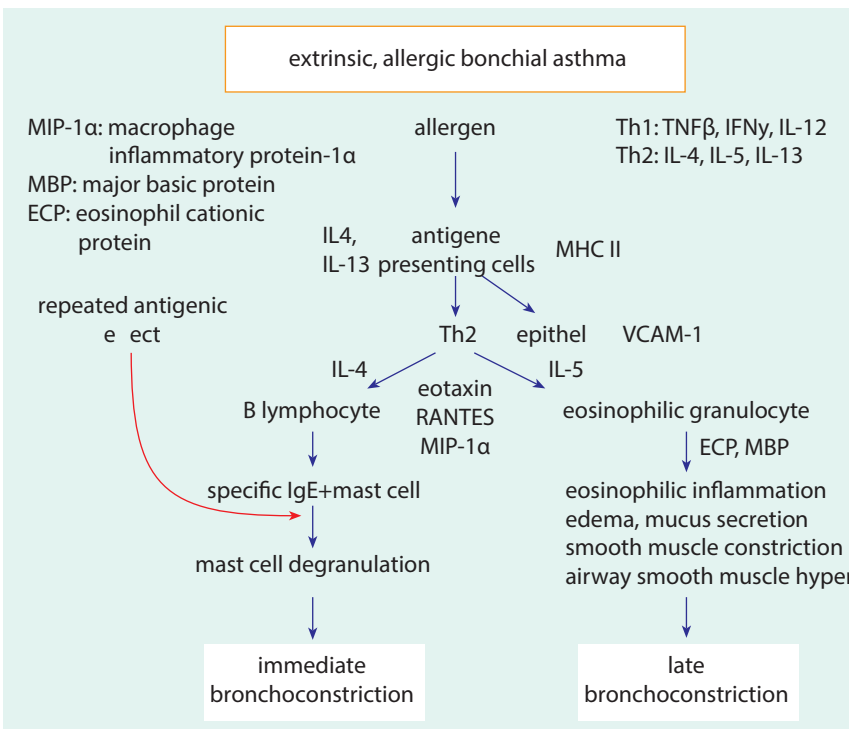 extrinsic, allergic bonchial asthma
MIP-1α: macrophage
inflammatory protein-1α
MBP: major basic protein
ECP: eosinophil cationic
protein
allergen
Th1: TNFβ, IFNy, IL-12
Th2: IL-4, IL-5, IL-13
IL4,
IL-13
antigene
presenting cells
MHC II
repeated antigenic
e ect
Th2
epithel
VCAM-1
IL-4
IL-5
eotaxin
RANTES
MIP-1α
B lymphocyte
eosinophilic granulocyte
ECP, MBP
specific IgE+mast cell
eosinophilic inflammation
edema, mucus secretion
smooth muscle constriction
airway smooth muscle hyper
mast cell degranulation
immediate
bronchoconstriction
late
bronchoconstriction